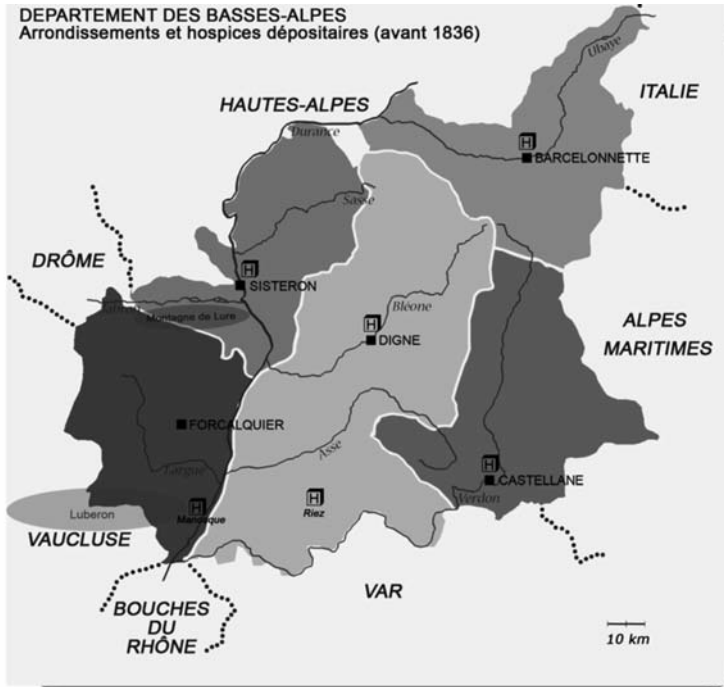 DEPARTEMENT DES BASSES-ALPES
Arrondissements et hospices dépositaires (avant 1836)
Ubaye
ITALIE
HAUTES-ALPES
Durance
H
BARCELONNETTE
Sasse
DRÔME
H
SISTERON
Montagne de Lure
Bléone
H
DIGNE
ALPES
MARITIMES
FORCALQUIER
Asse
Largue
H
CASTELLANE
Verdon
Luberon
H
Manosque
H
Riez
VAUCLUSE
VAR
BOUCHES
DU
RHÔNE
10 km